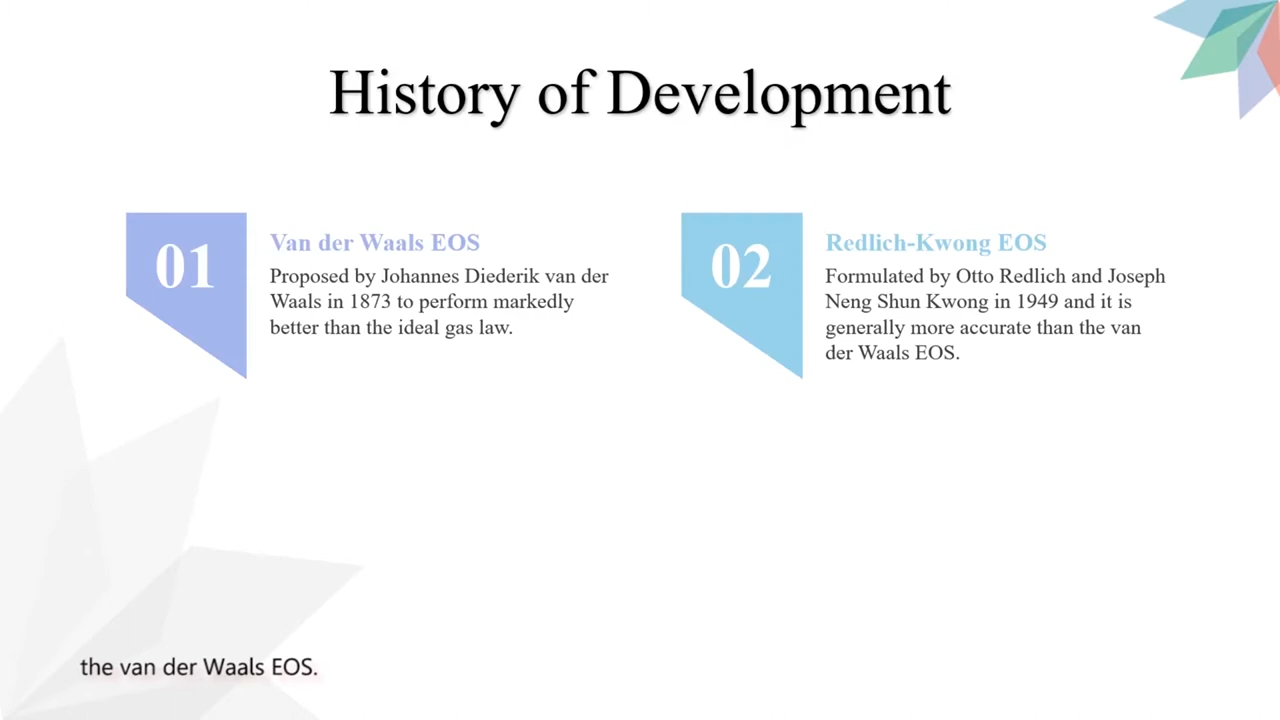 History of Development
01
Van der Waals EOS
Proposed by Johannes Diederik van der
Waals in 1873 to perform markedly
better than the ideal gas law.
02
Redlich-Kwong EOS
Formulated by Otto Redlich and Joseph
Neng Shun Kwong in 1949 and it is
generally more accurate than the van
der Waals EOS.
the van der Waals EOS.